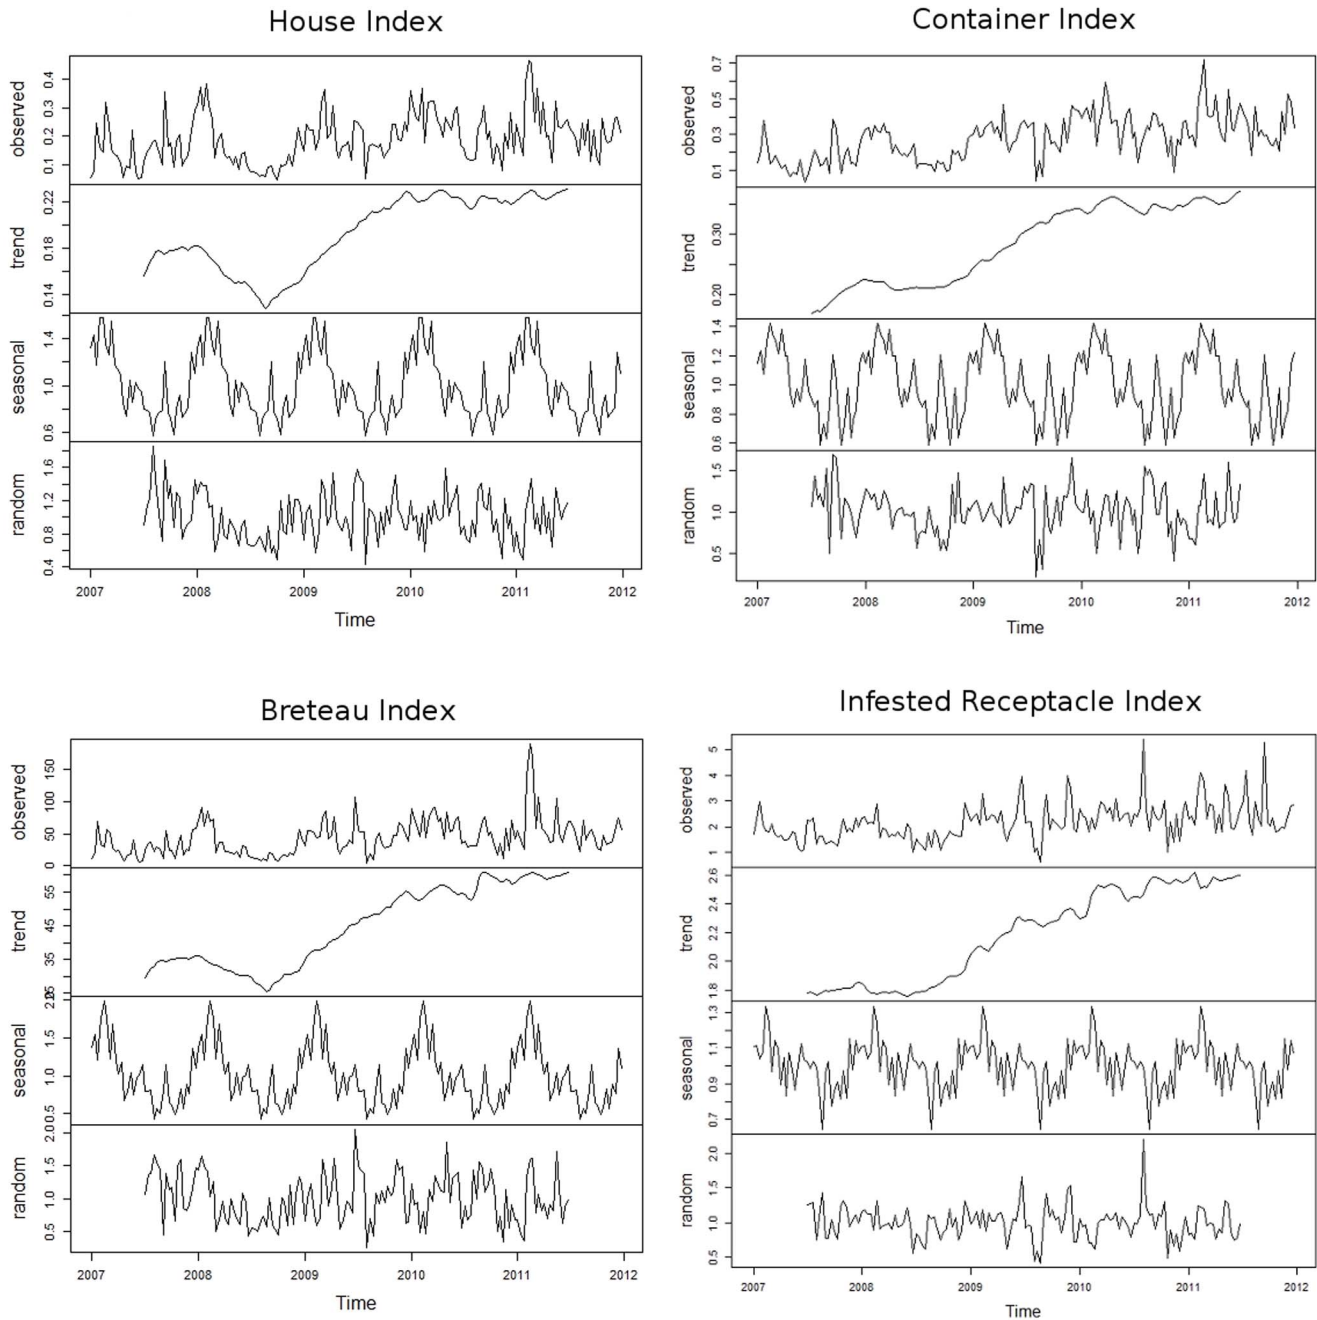 House Index
observed
0.1 0.2 0.3 0.4
trend
0.14 0.18 0.22
seasonal
0.6 1.0 1.4
random
0.4 0.8 1.2 1.6
2007 2008 2009 2010 2011 2012
Time
Container Index
observed
0.1 0.3 0.5 0.7
trend
0.20 0.30
seasonal
0.6 0.8 1.0 1.2 1.4
random
0.5 1.0 1.5
2007 2008 2009 2010 2011 2012
Time
Breteau Index
observed
0 50 100 150
trend
25 35 45 55
seasonal
0.5 1.0 1.5 2.0
random
0.5 1.0 1.5 2.0
2007 2008 2009 2010 2011 2012
Time
Infested Receptacle Index
observed
1 2 3 4 5
trend
1.8 2.0 2.2 2.4 2.6
seasonal
0.7 0.9 1.1 1.3
random
0.5 1.0 1.5 2.0
2007 2008 2009 2010 2011 2012
Time